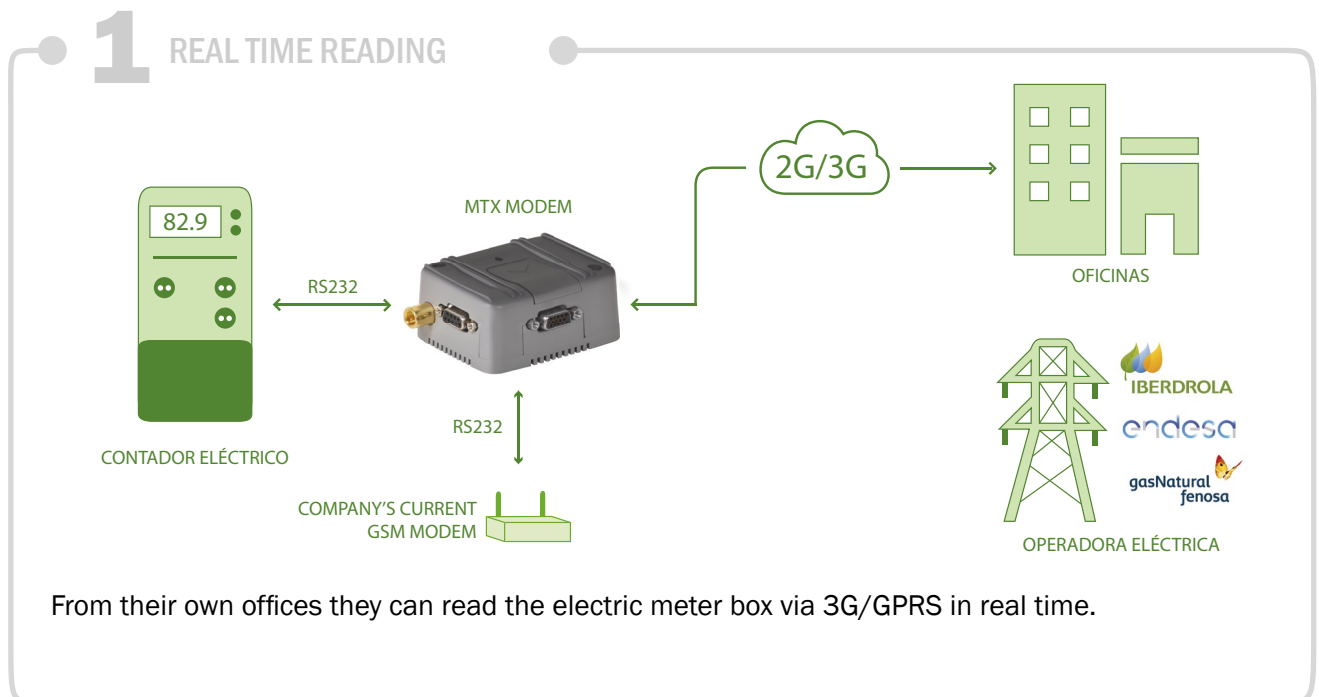 1 REAL TIME READING
2G/3G
MTX MODEM
82.9
RS232
OFICINAS
IBERDROLA
endesa
RS232
CONTADOR ELÉCTRICO
gasNatural
fenosa
COMPANY'S CURRENT
GSM MODEM
OPERADORA ELÉCTRICA
From their own offices they can read the electric meter box via 3G/GPRS in real time.